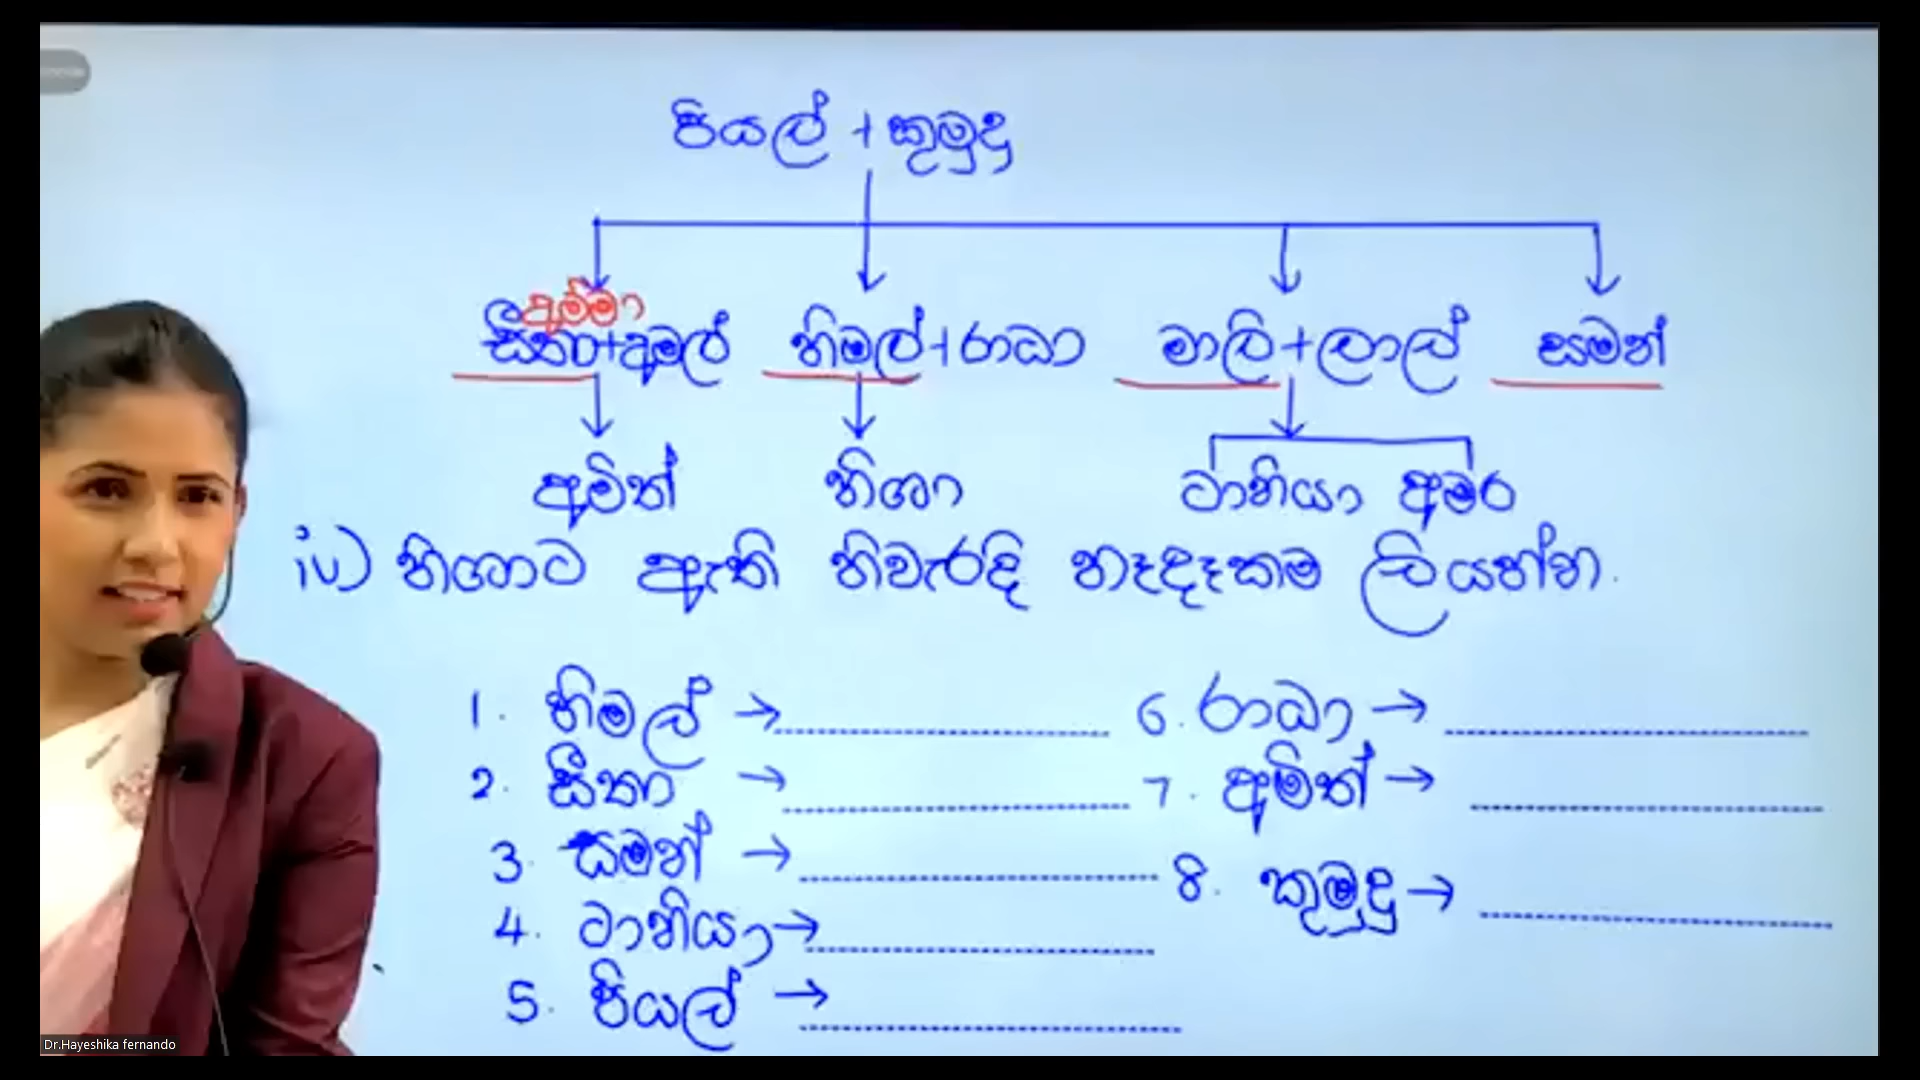 පියල් + කුමුදු
අම්මා
සීතා+අමල් නිමල්+රාධා මාලි+ලාල් සමන්
අමිත් නිශා ටානියා අමර
iv) නිශාට ඇති නිවැරදි නෑදෑකම ලියන්න.
1. නිමල් → 6. රාධා →
2. සීතා → 7. අමිත් →
3. සමන් → 8. කුමුදු →
4. ටානියා →
5. පියල් →
Dr.Hayeshika fernando